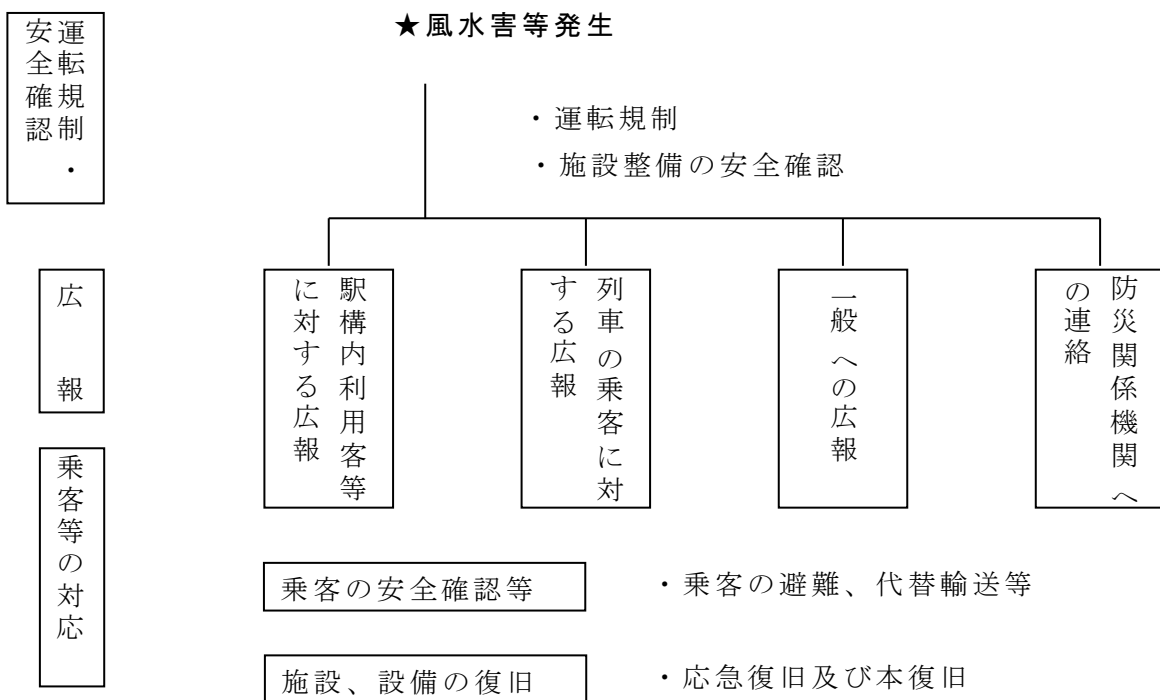 ★風水害等発生
運転規制・
安全確認
・運転規制
・施設整備の安全確認
広報
駅構内利用客等
に対する広報
列車の乗客に対
する広報
一般への広報
防災関係機関へ
の連絡
乗客等の対応
乗客の安全確認等
・乗客の避難、代替輸送等
施設、設備の復旧
・応急復旧及び本復旧